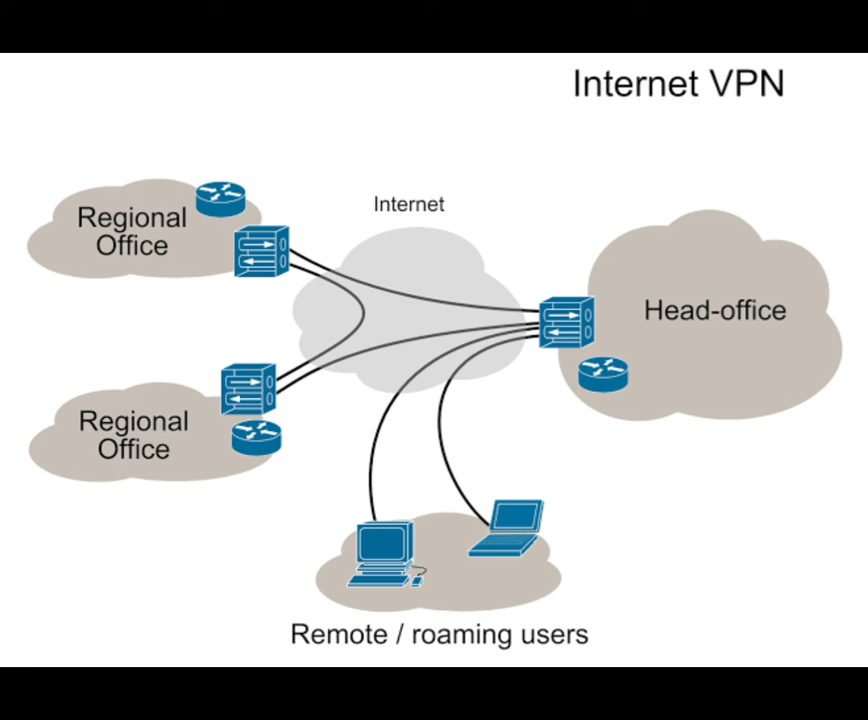 Internet VPN
Internet
Regional
Office
Head-office
Regional
Office
Remote / roaming users